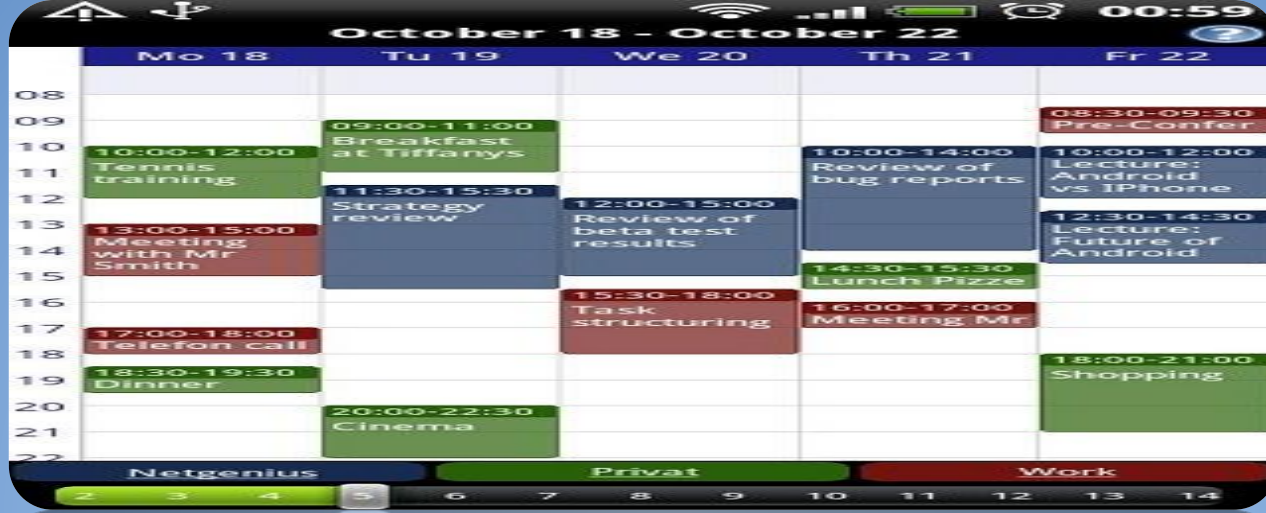 00:59
October 18 - October 22
?
Mo 18 Tu 19 We 20 Th 21 Fr 22
08
09
10
11
12
13
14
15
16
17
18
19
20
21
22
10:00-12:00
Tennis
training
13:00-15:00
Meeting
with Mr
Smith
17:00-18:00
Telefon call
18:30-19:30
Dinner
09:00-11:00
Breakfast
at Tiffanys
11:30-15:30
Strategy
review
20:00-22:30
Cinema
12:00-15:00
Review of
beta test
results
15:30-18:00
Task
structuring
10:00-14:00
Review of
bug reports
14:30-15:30
Lunch Pizze
16:00-17:00
Meeting Mr
08:30-09:30
Pre-Confer
10:00-12:00
Lecture:
Android
vs IPhone
12:30-14:30
Lecture:
Future of
Android
18:00-21:00
Shopping
Netgenius Privat Work
2 3 4 5 6 7 8 9 10 11 12 13 14